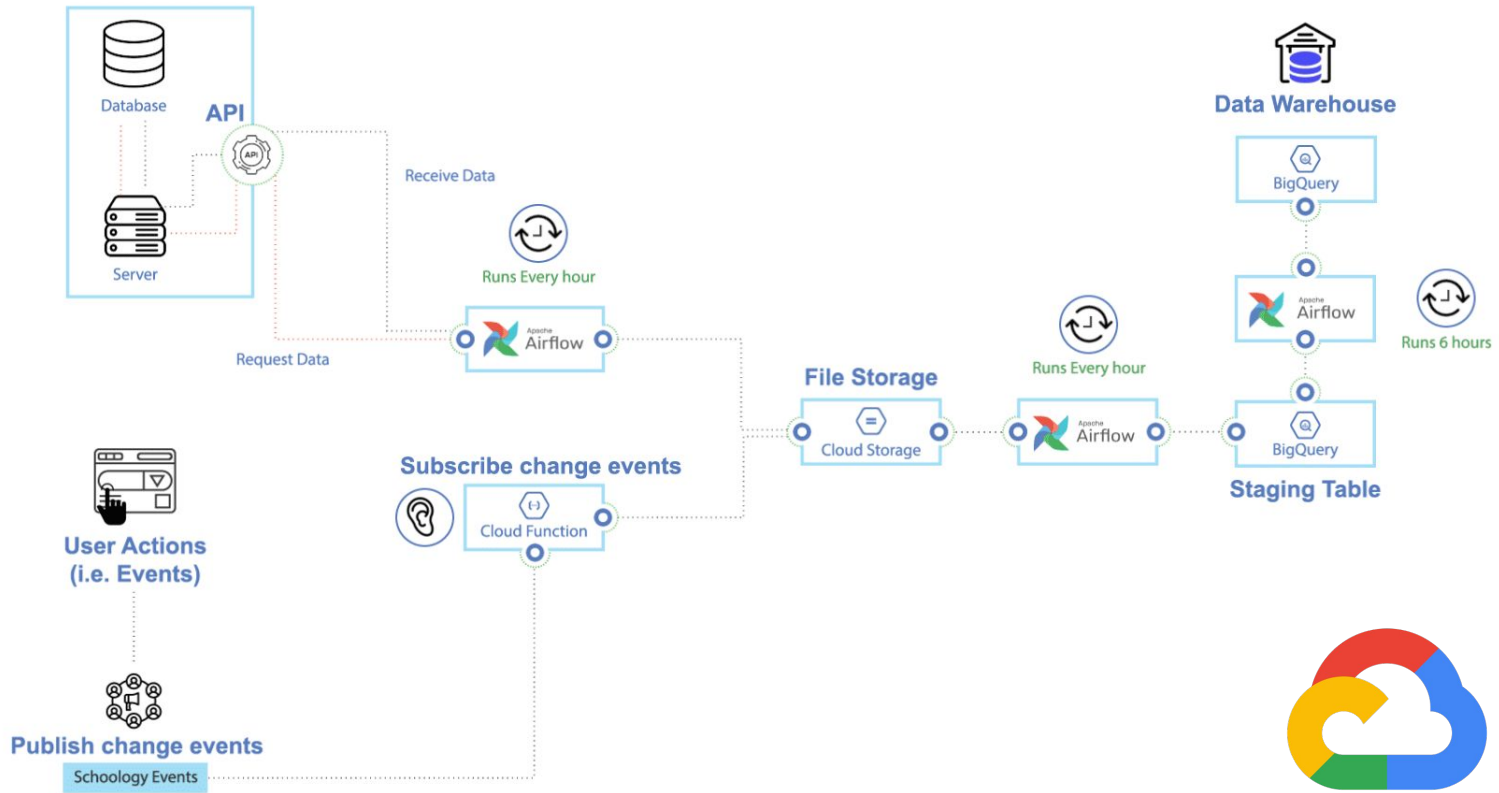 Database
API
API
Server
Receive Data
Request Data
Runs Every hour
Apache
Airflow
User Actions
(i.e. Events)
Publish change events
Schoology Events
Subscribe change events
Cloud Function
File Storage
Cloud Storage
Runs Every hour
Apache
Airflow
Data Warehouse
BigQuery
Apache
Airflow
Runs 6 hours
BigQuery
Staging Table